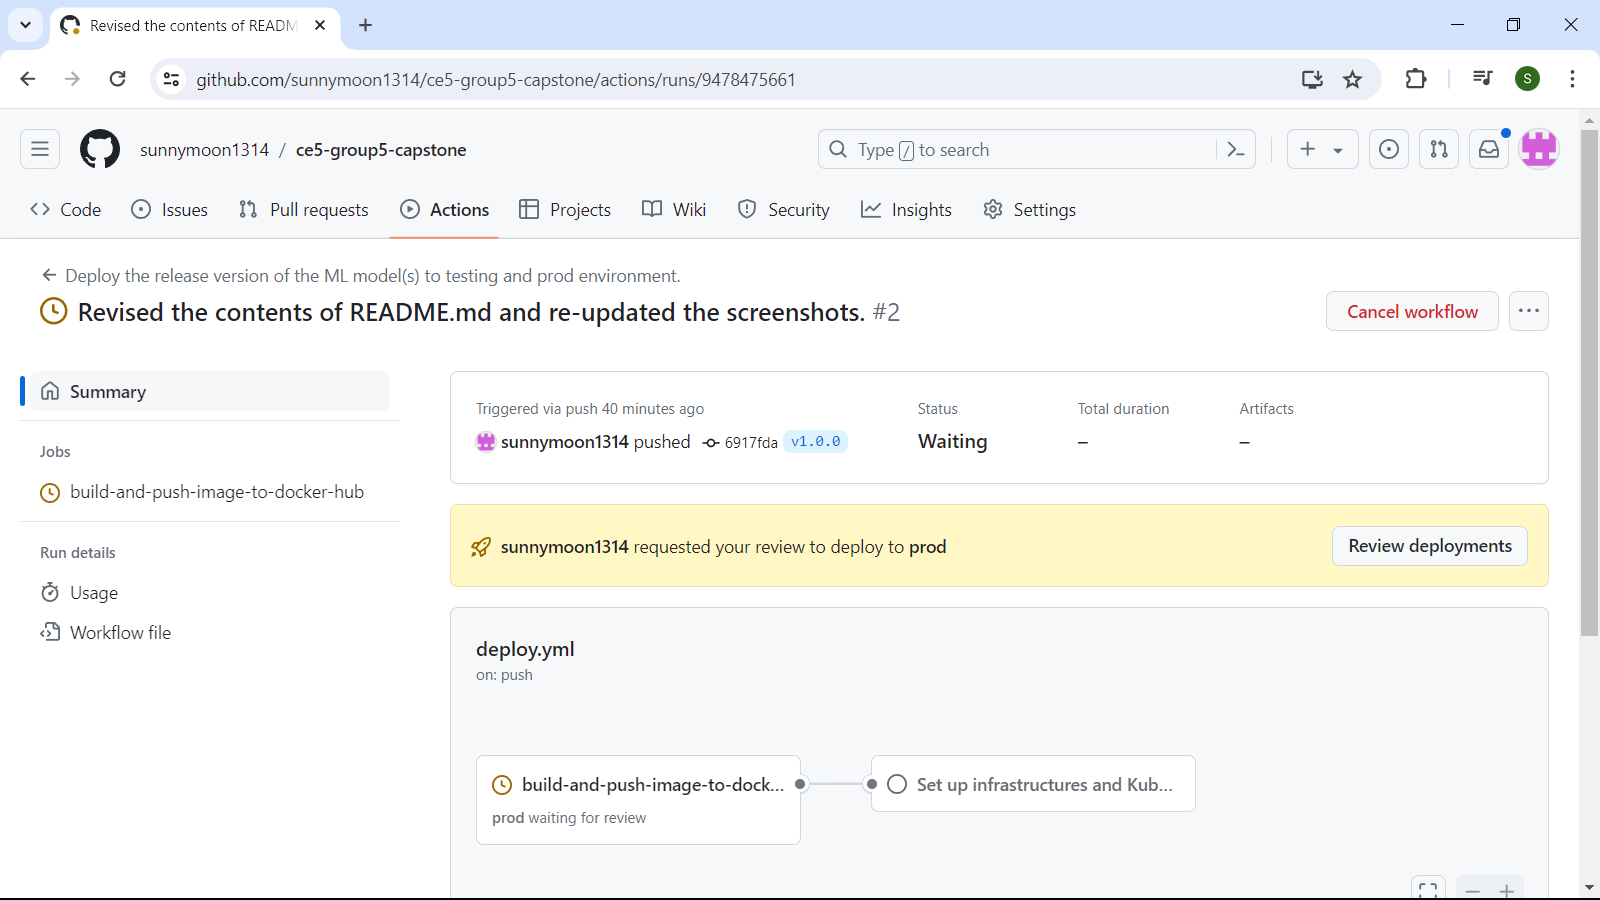 Revised the contents of READM
github.com/sunnymoon1314/ce5-group5-capstone/actions/runs/9478475661
S
sunnymoon1314 / ce5-group5-capstone
Type / to search
Code Issues Pull requests Actions Projects Wiki Security Insights Settings
Deploy the release version of the ML model(s) to testing and prod environment.
Revised the contents of README.md and re-updated the screenshots. #2
Cancel workflow
Summary
Jobs
build-and-push-image-to-docker-hub
Run details
Usage
Workflow file
Triggered via push 40 minutes ago
sunnymoon1314 pushed 6917fda v1.0.0
Status
Waiting
Total duration
–
Artifacts
–
sunnymoon1314 requested your review to deploy to prod
Review deployments
deploy.yml
on: push
build-and-push-image-to-dock...
prod waiting for review
Set up infrastructures and Kub...